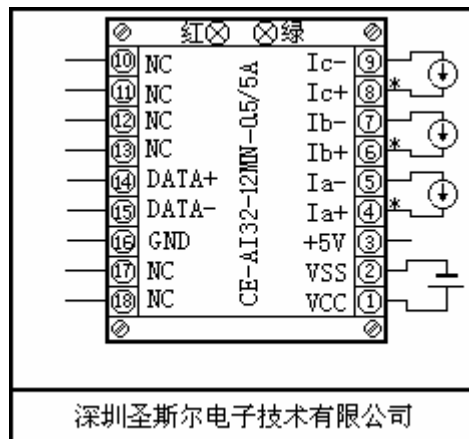 红 绿
⑩ NC Ic- ⑨
⑪ NC Ic+ ⑧ *
⑫ NC Ib- ⑦
⑬ NC Ib+ ⑥ *
⑭ DATA+ Ia- ⑤
⑮ DATA- Ia+ ④ *
⑯ GND +5V ③
⑰ NC VSS ②
⑱ NC VCC ①
CE-AI32-12MN-0.5/5A
深圳圣斯尔电子技术有限公司